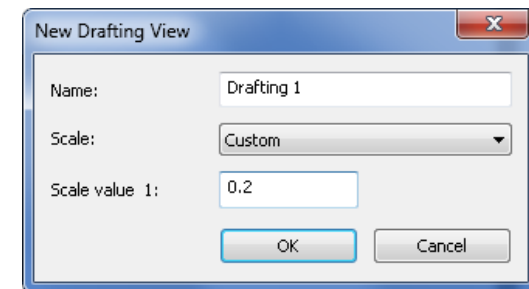 New Drafting View
Name: Drafting 1
Scale: Custom
Scale value 1: 0.2
OK Cancel